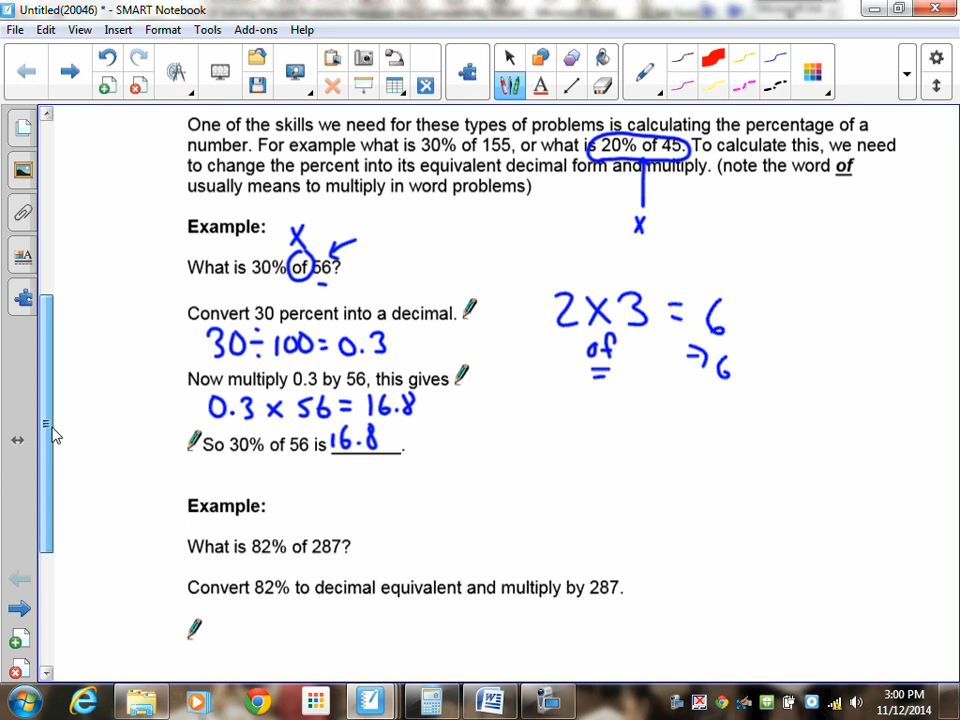 Untitled(20046) * - SMART Notebook
File Edit View Insert Format Tools Add-ons Help
One of the skills we need for these types of problems is calculating the percentage of a
number. For example what is 30% of 155, or what is 20% of 45. To calculate this, we need
to change the percent into its equivalent decimal form and multiply. (note the word of
usually means to multiply in word problems)
x
Example:
x
What is 30% of 56?
Convert 30 percent into a decimal.
30 ÷ 100 = 0.3
2 x 3 = 6
of
⇒ 6
Now multiply 0.3 by 56, this gives
0.3 x 56 = 16.8
So 30% of 56 is 16.8.
Example:
What is 82% of 287?
Convert 82% to decimal equivalent and multiply by 287.
3:00 PM
11/12/2014